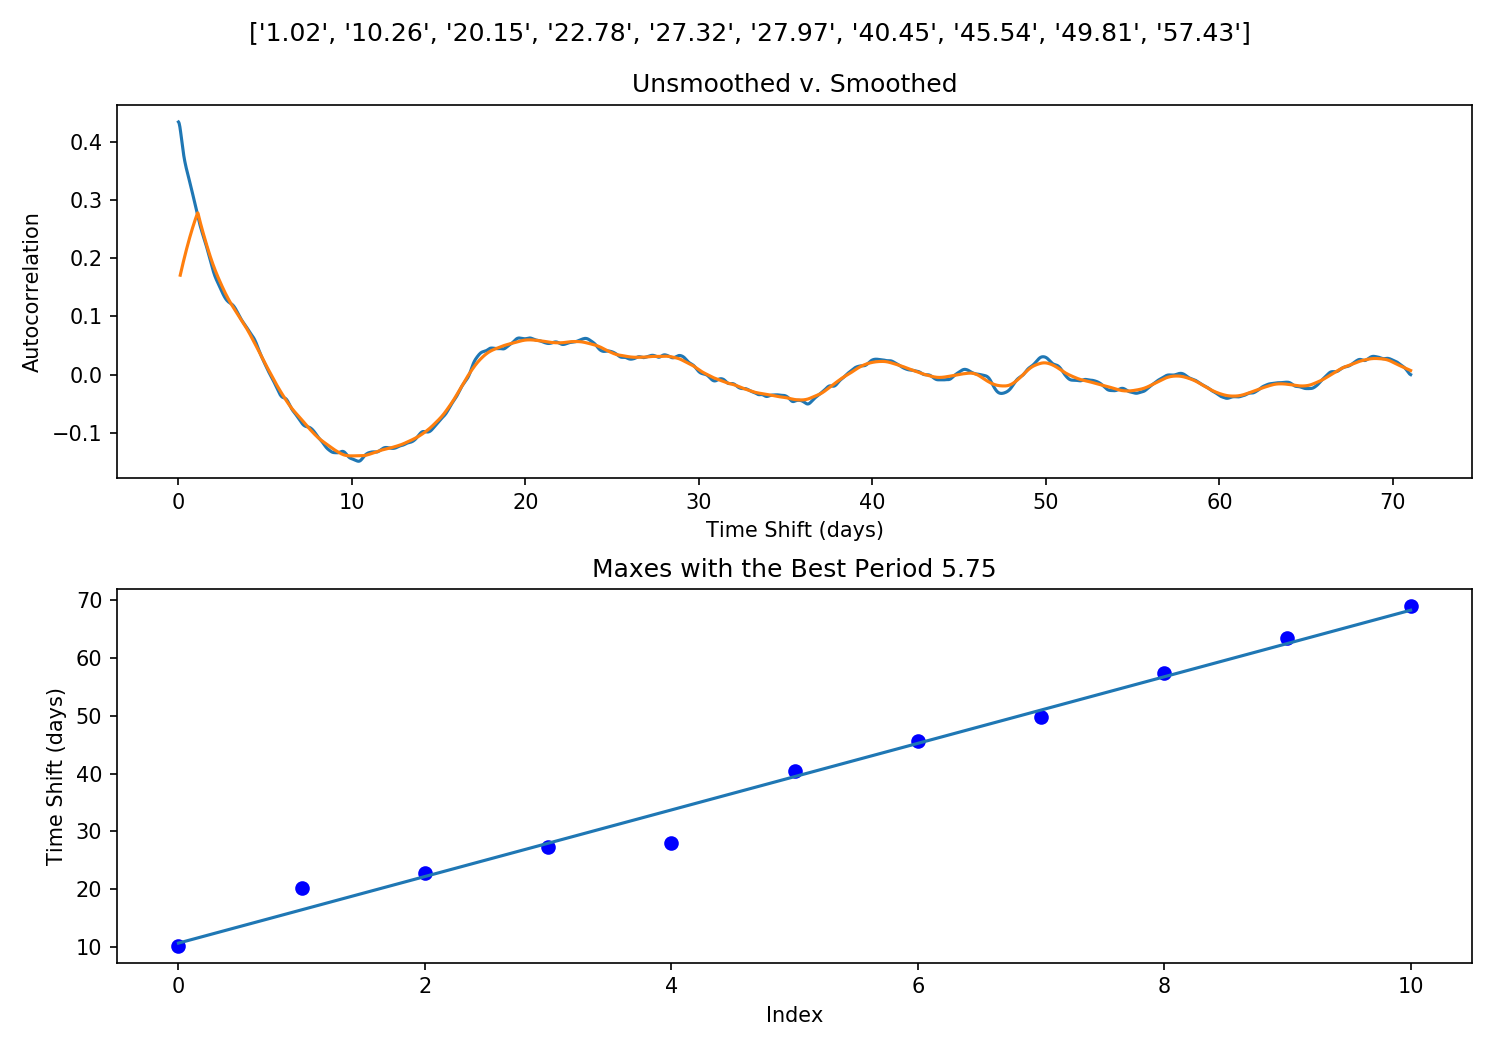 ['1.02', '10.26', '20.15', '22.78', '27.32', '27.97', '40.45', '45.54', '49.81', '57.43']
Unsmoothed v. Smoothed
0.4
0.3
0.2
0.1
0.0
−0.1
Autocorrelation
0 10 20 30 40 50 60 70
Time Shift (days)
Maxes with the Best Period 5.75
70
60
50
40
30
20
10
Time Shift (days)
0 2 4 6 8 10
Index